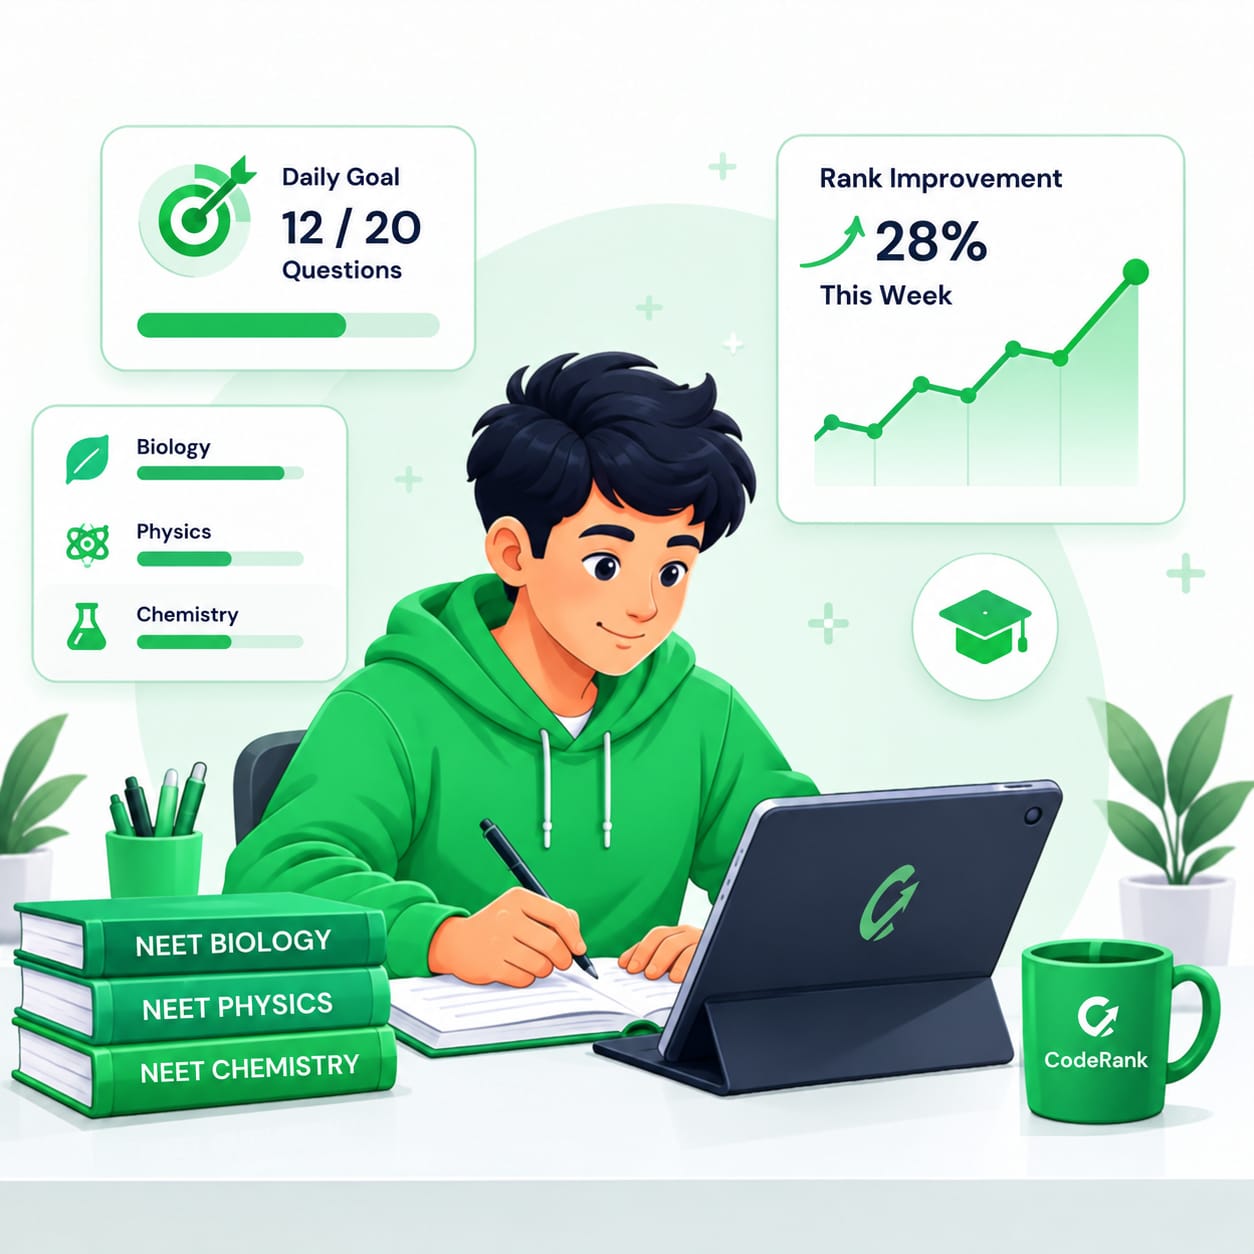 Daily Goal
12 / 20
Questions
Rank Improvement
28%
This Week
Biology
Physics
Chemistry
NEET BIOLOGY
NEET PHYSICS
NEET CHEMISTRY
CodeRank